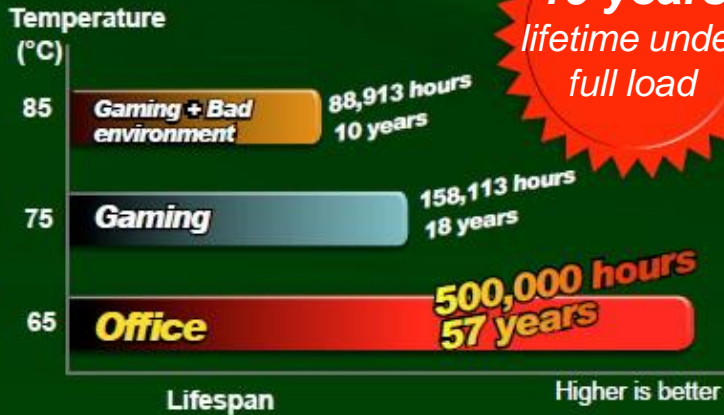 Temperature
(°C)
lifetime unde
full load
85
Gaming + Bad
environment
88,913 hours
10 years
75
Gaming
158,113 hours
18 years
65
Office
500,000 hours
57 years
Lifespan
Higher is better